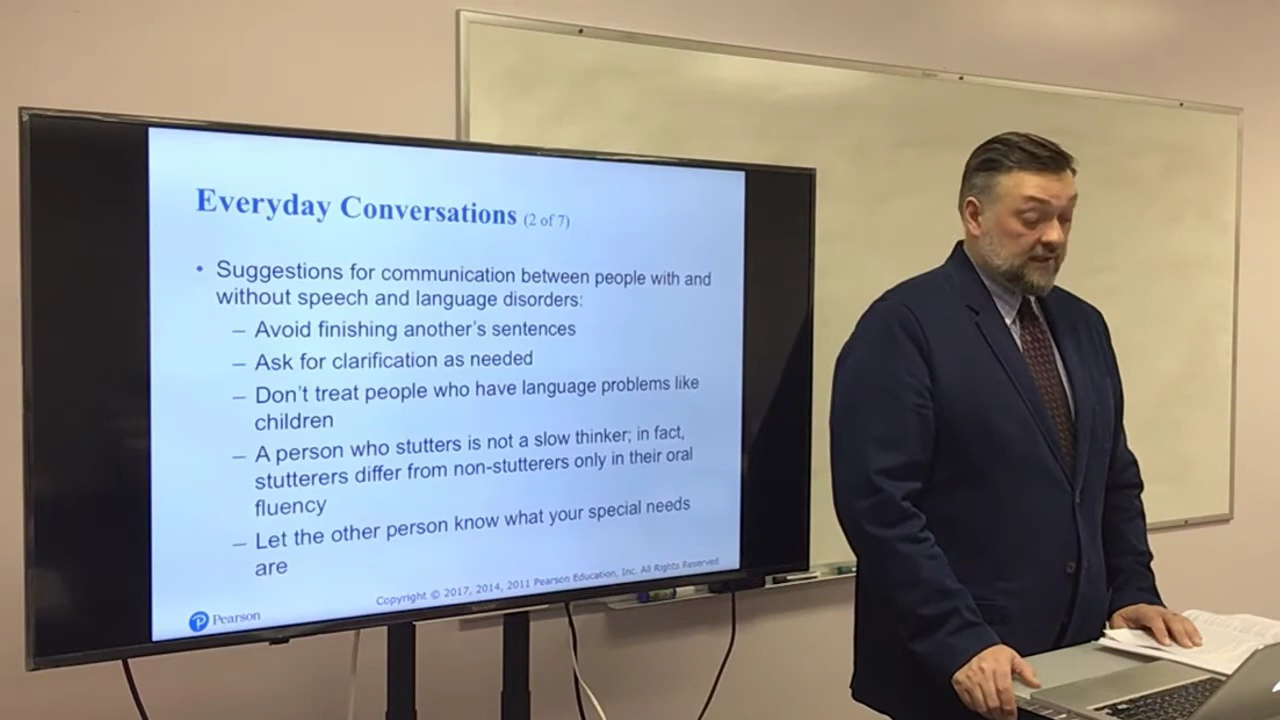 Everyday Conversations (2 of 7)
• Suggestions for communication between people with and
without speech and language disorders:
– Avoid finishing another's sentences
– Ask for clarification as needed
– Don't treat people who have language problems like
children
– A person who stutters is not a slow thinker; in fact,
stutterers differ from non-stutterers only in their oral
fluency
– Let the other person know what your special needs
are
Copyright © 2017, 2014, 2011 Pearson Education, Inc. All Rights Reserved
P Pearson